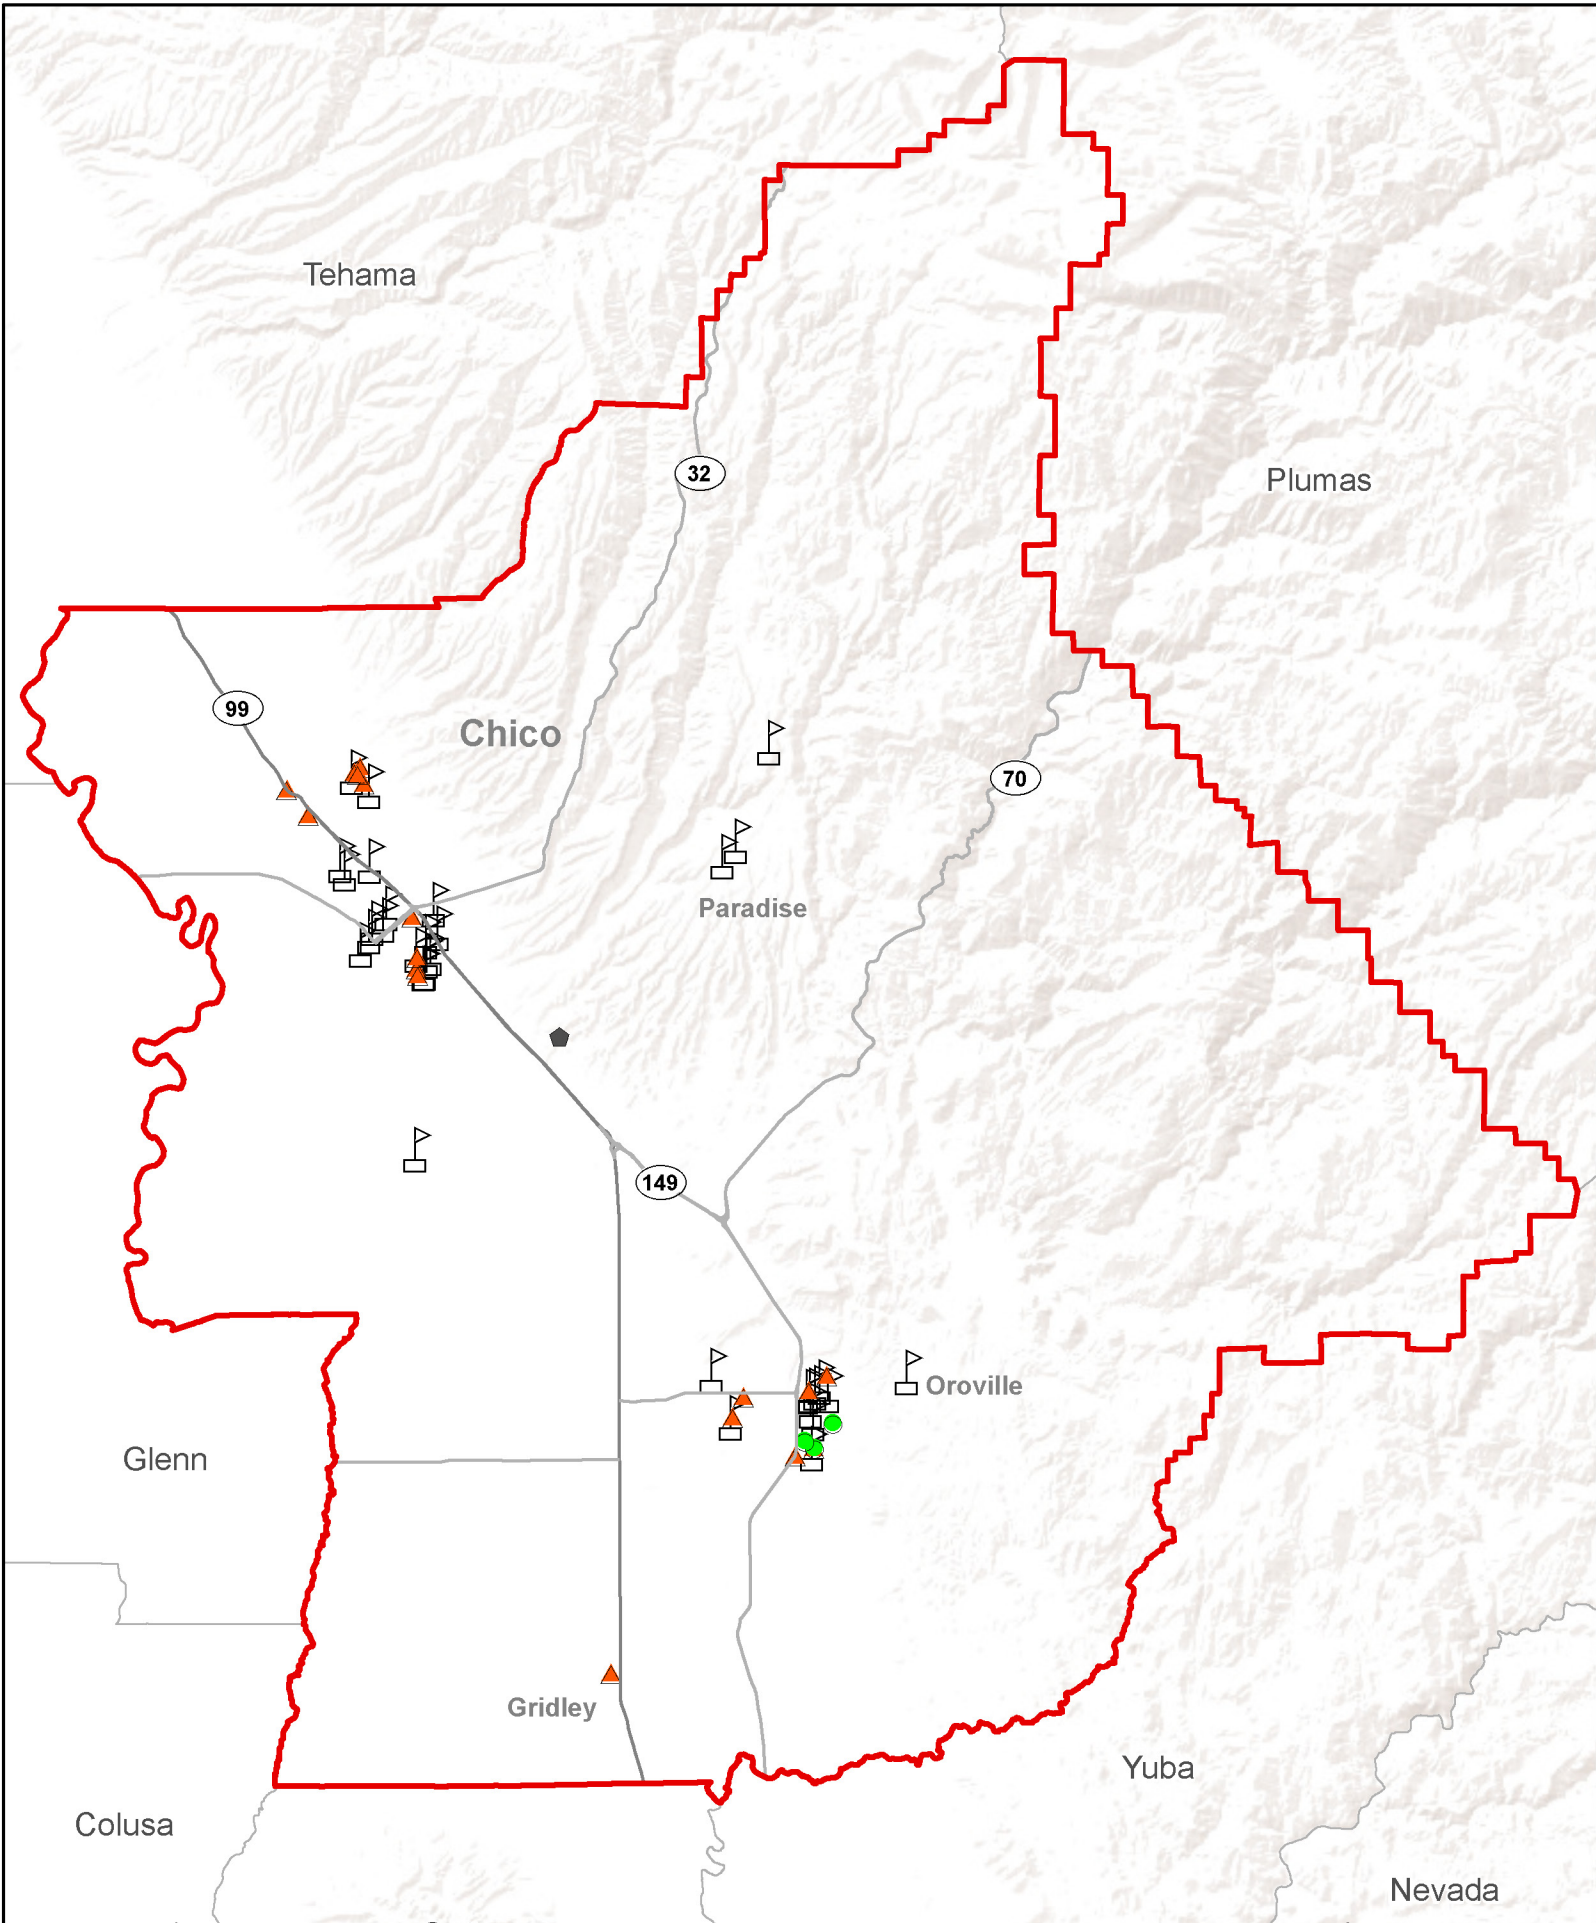 Tehama
32
Plumas
99
Chico
70
Paradise
149
Oroville
Glenn
Gridley
Yuba
Colusa
Nevada